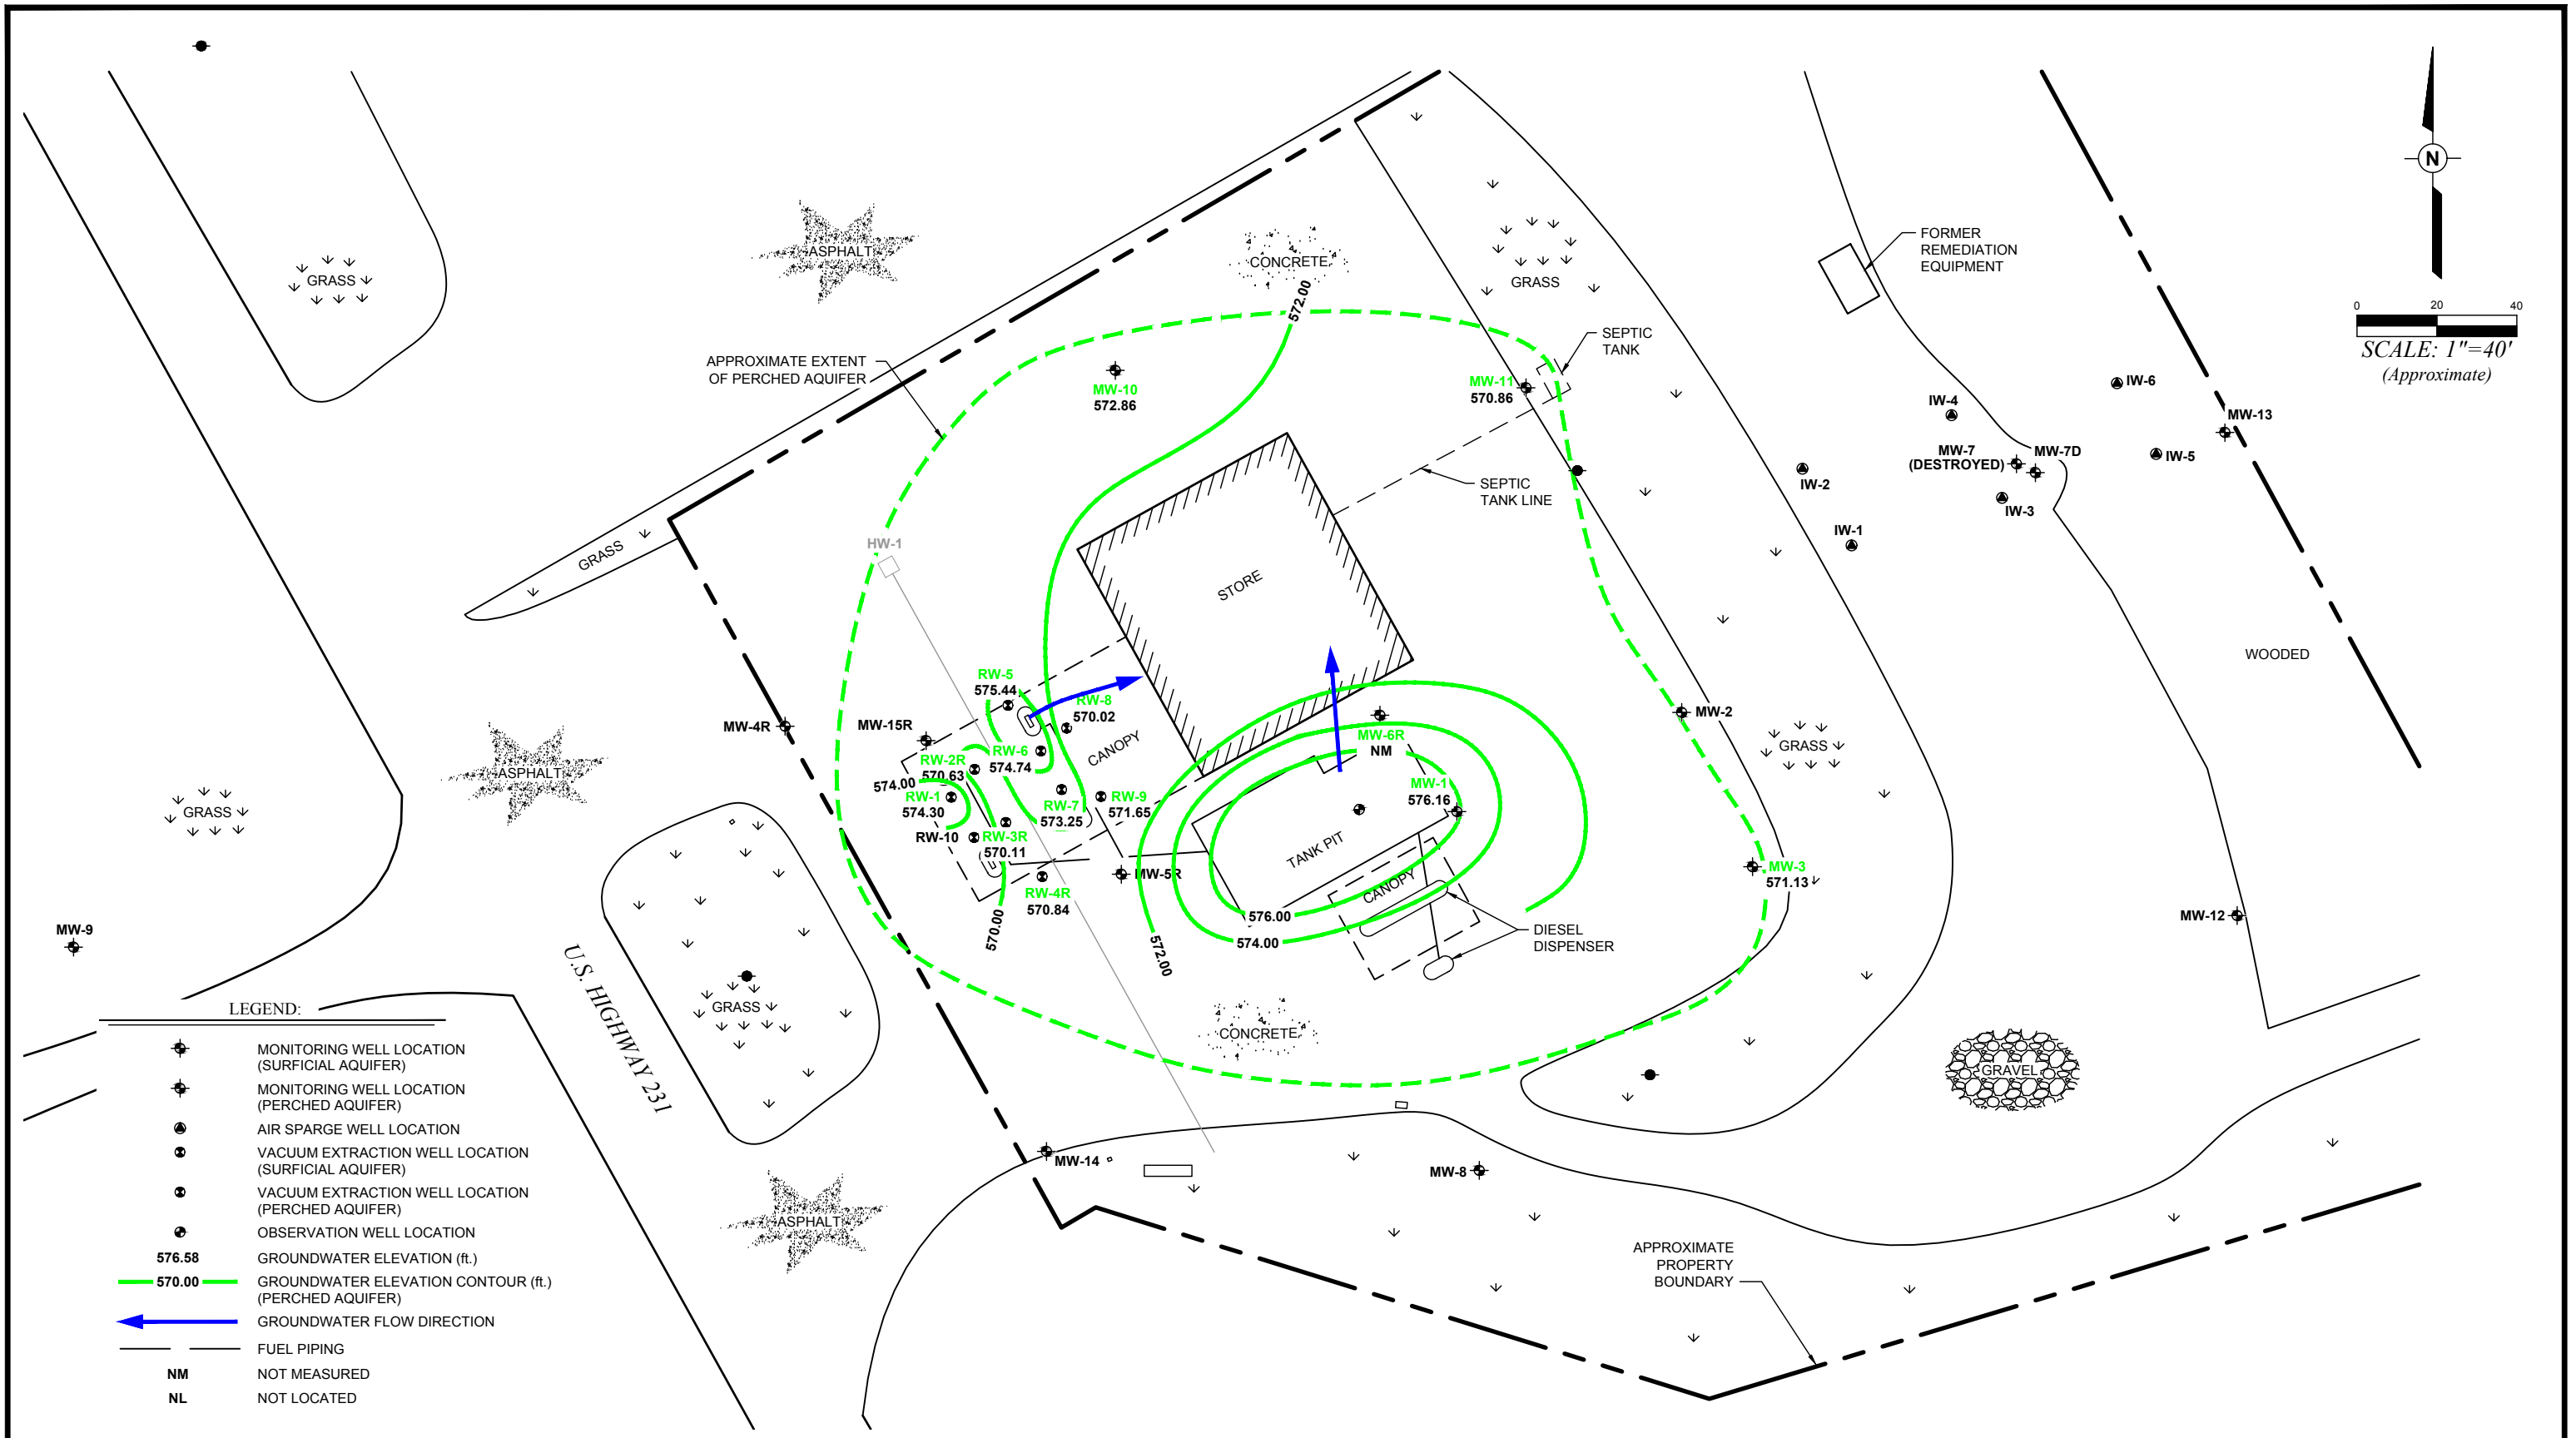 N
0 20 40
SCALE: 1"=40'
(Approximate)
ASPHALT
CONCRETE
GRASS
GRASS
FORMER
REMEDIATION
EQUIPMENT
572.00
SEPTIC
TANK
APPROXIMATE EXTENT
OF PERCHED AQUIFER
MW-10
572.86
MW-11
570.86
IW-6
IW-4
MW-13
MW-7
(DESTROYED)
MW-7D
IW-5
IW-2
IW-3
IW-1
SEPTIC
TANK LINE
HW-1
GRASS
STORE
WOODED
RW-5
575.44
RW-8
570.02
MW-4R
MW-15R
MW-2
CANOPY
RW-6
574.74
MW-6R
NM
GRASS
RW-2R
570.63
574.00
RW-1
574.30
RW-7
573.25
RW-9
571.65
MW-1
576.16
ASPHALT
GRASS
RW-10
RW-3R
570.11
TANK PIT
MW-5R
MW-3
571.13
RW-4R
570.84
CANOPY
570.00
572.00
576.00
574.00
DIESEL
DISPENSER
MW-12
MW-9
U.S. HIGHWAY 231
GRASS
CONCRETE
GRAVEL
MW-14
MW-8
ASPHALT
APPROXIMATE
PROPERTY
BOUNDARY
LEGEND:
MONITORING WELL LOCATION
(SURFICIAL AQUIFER)
MONITORING WELL LOCATION
(PERCHED AQUIFER)
AIR SPARGE WELL LOCATION
VACUUM EXTRACTION WELL LOCATION
(SURFICIAL AQUIFER)
VACUUM EXTRACTION WELL LOCATION
(PERCHED AQUIFER)
OBSERVATION WELL LOCATION
576.58 GROUNDWATER ELEVATION (ft.)
570.00 GROUNDWATER ELEVATION CONTOUR (ft.)
(PERCHED AQUIFER)
GROUNDWATER FLOW DIRECTION
FUEL PIPING
NM NOT MEASURED
NL NOT LOCATED